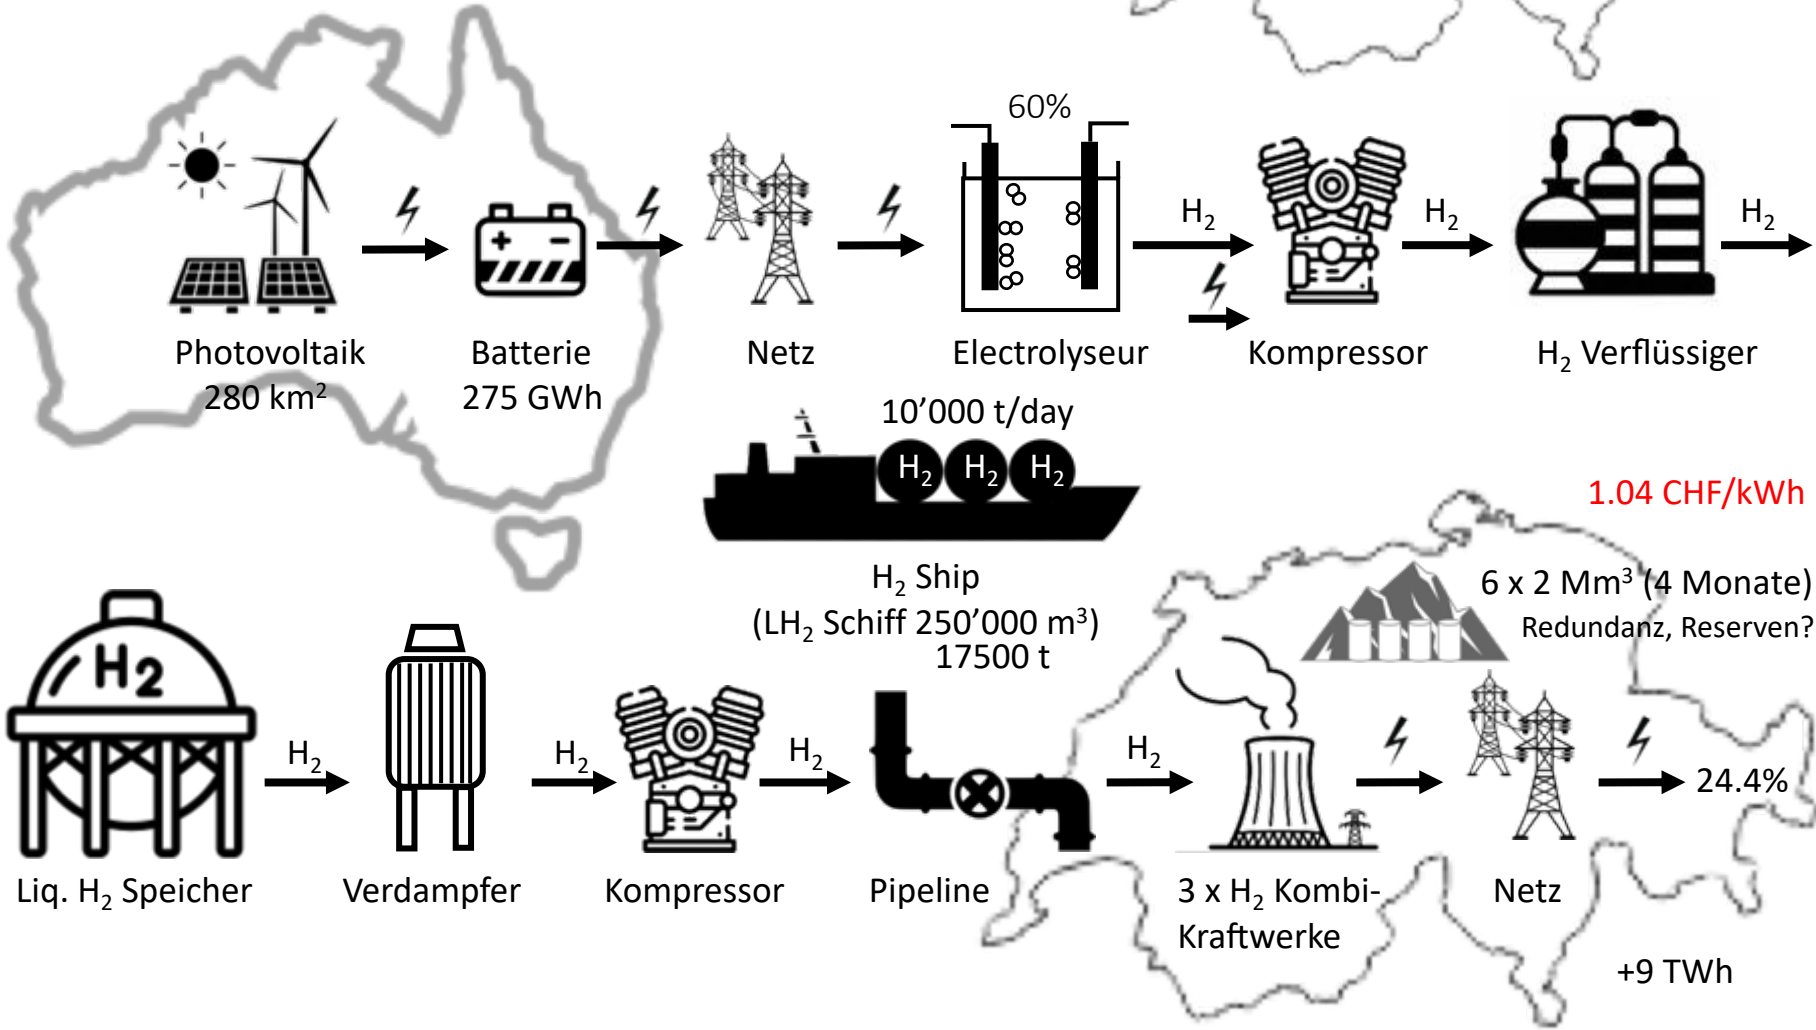 60%
H₂
H₂
H₂
Photovoltaik
280 km²
Batterie
275 GWh
Netz
Electrolyseur
Kompressor
H₂ Verflüssiger
10’000 t/day
H₂ H₂ H₂
H₂ Ship
(LH₂ Schiff 250’000 m³)
17500 t
1.04 CHF/kWh
6 x 2 Mm³ (4 Monate)
Redundanz, Reserven?
H2
H₂
H₂
H₂
H₂
24.4%
Liq. H₂ Speicher
Verdampfer
Kompressor
Pipeline
3 x H₂ Kombi-
Kraftwerke
Netz
+9 TWh